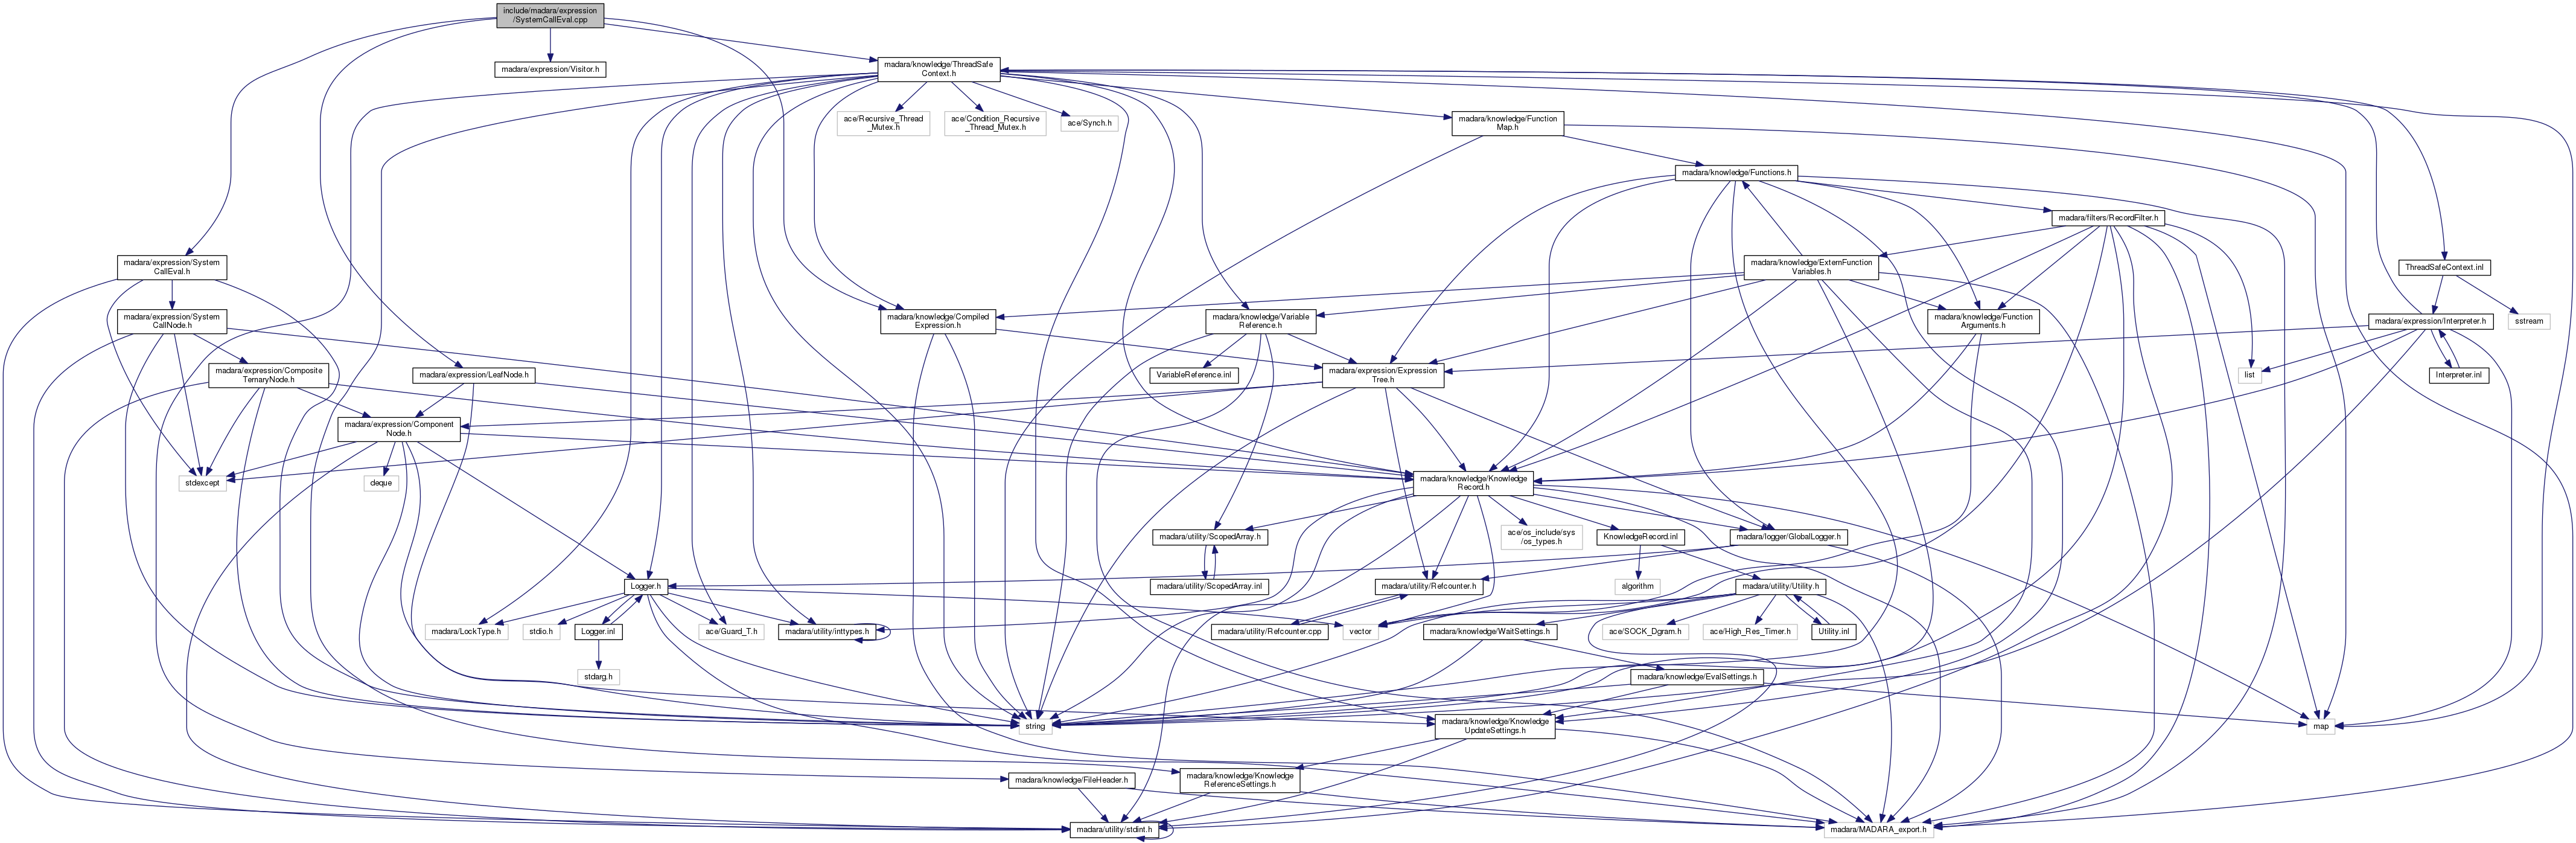 include/madara/expression
/SystemCallEval.cpp
madara/expression/Visitor.h
madara/knowledge/ThreadSafe
Context.h
ace/Recursive_Thread
_Mutex.h
ace/Condition_Recursive
_Thread_Mutex.h
ace/Synch.h
madara/knowledge/Function
Map.h
madara/knowledge/Functions.h
madara/filters/RecordFilter.h
madara/expression/System
CallEval.h
madara/knowledge/ExternFunction
Variables.h
ThreadSafeContext.inl
madara/expression/System
CallNode.h
madara/knowledge/Compiled
Expression.h
madara/knowledge/Variable
Reference.h
madara/knowledge/Function
Arguments.h
madara/expression/Interpreter.h
sstream
madara/expression/Composite
TernaryNode.h
madara/expression/LeafNode.h
VariableReference.inl
madara/expression/Expression
Tree.h
list
Interpreter.inl
madara/expression/Component
Node.h
stdexcept
deque
madara/knowledge/Knowledge
Record.h
madara/utility/ScopedArray.h
ace/os_include/sys
/os_types.h
KnowledgeRecord.inl
madara/logger/GlobalLogger.h
Logger.h
madara/utility/ScopedArray.inl
madara/utility/Refcounter.h
algorithm
madara/utility/Utility.h
madara/LockType.h
stdio.h
Logger.inl
ace/Guard_T.h
madara/utility/inttypes.h
madara/utility/Refcounter.cpp
vector
madara/knowledge/WaitSettings.h
ace/SOCK_Dgram.h
ace/High_Res_Timer.h
Utility.inl
stdarg.h
madara/knowledge/EvalSettings.h
string
madara/knowledge/Knowledge
UpdateSettings.h
map
madara/knowledge/FileHeader.h
madara/knowledge/Knowledge
ReferenceSettings.h
madara/utility/stdint.h
madara/MADARA_export.h